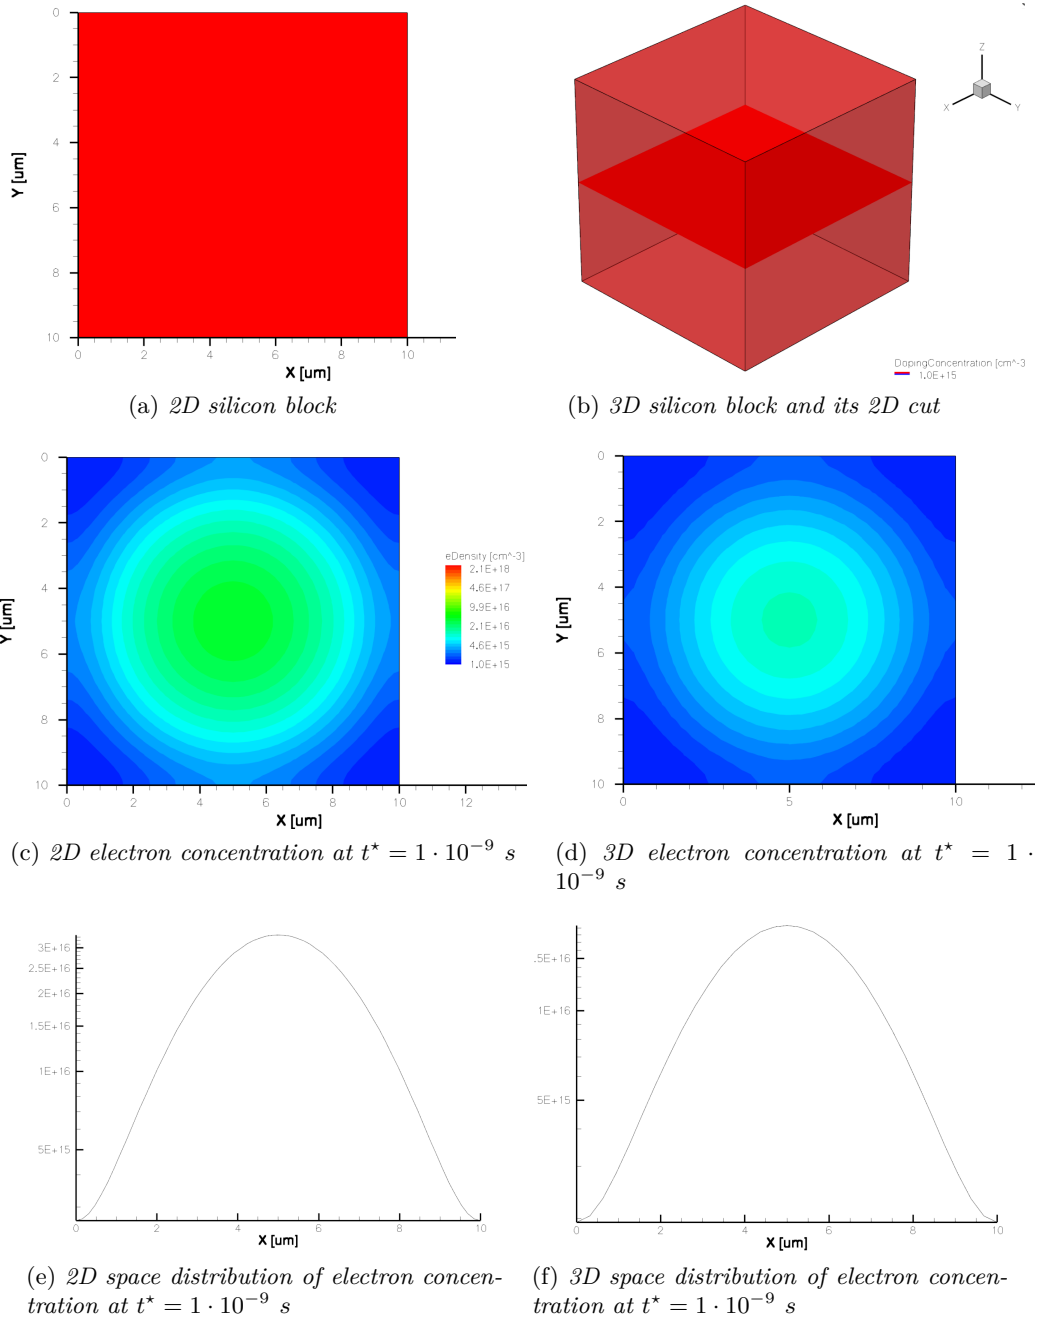 0
2
4
6
8
10
Y [um]
0 2 4 6 8 10
X [um]
(a) 2D silicon block
Z
X
Y
DopingConcentration [cm^-3
1.0E+15
(b) 3D silicon block and its 2D cut
0
2
4
6
8
10
Y [um]
0 2 4 6 8 10 12
X [um]
eDensity [cm^-3]
2.1E+18
4.6E+17
9.9E+16
2.1E+16
4.6E+15
1.0E+15
(c) 2D electron concentration at t⋆ = 1 · 10⁻⁹ s
0
2
4
6
8
10
Y [um]
0 5 10
X [um]
(d) 3D electron concentration at t⋆ = 1 ·
10⁻⁹ s
3E+16
2.5E+16
2E+16
1.5E+16
1E+16
5E+15
0 2 4 6 8 10
X [um]
(e) 2D space distribution of electron concen-
tration at t⋆ = 1 · 10⁻⁹ s
.5E+16
1E+16
5E+15
0 2 4 6 8 10
X [um]
(f) 3D space distribution of electron concen-
tration at t⋆ = 1 · 10⁻⁹ s